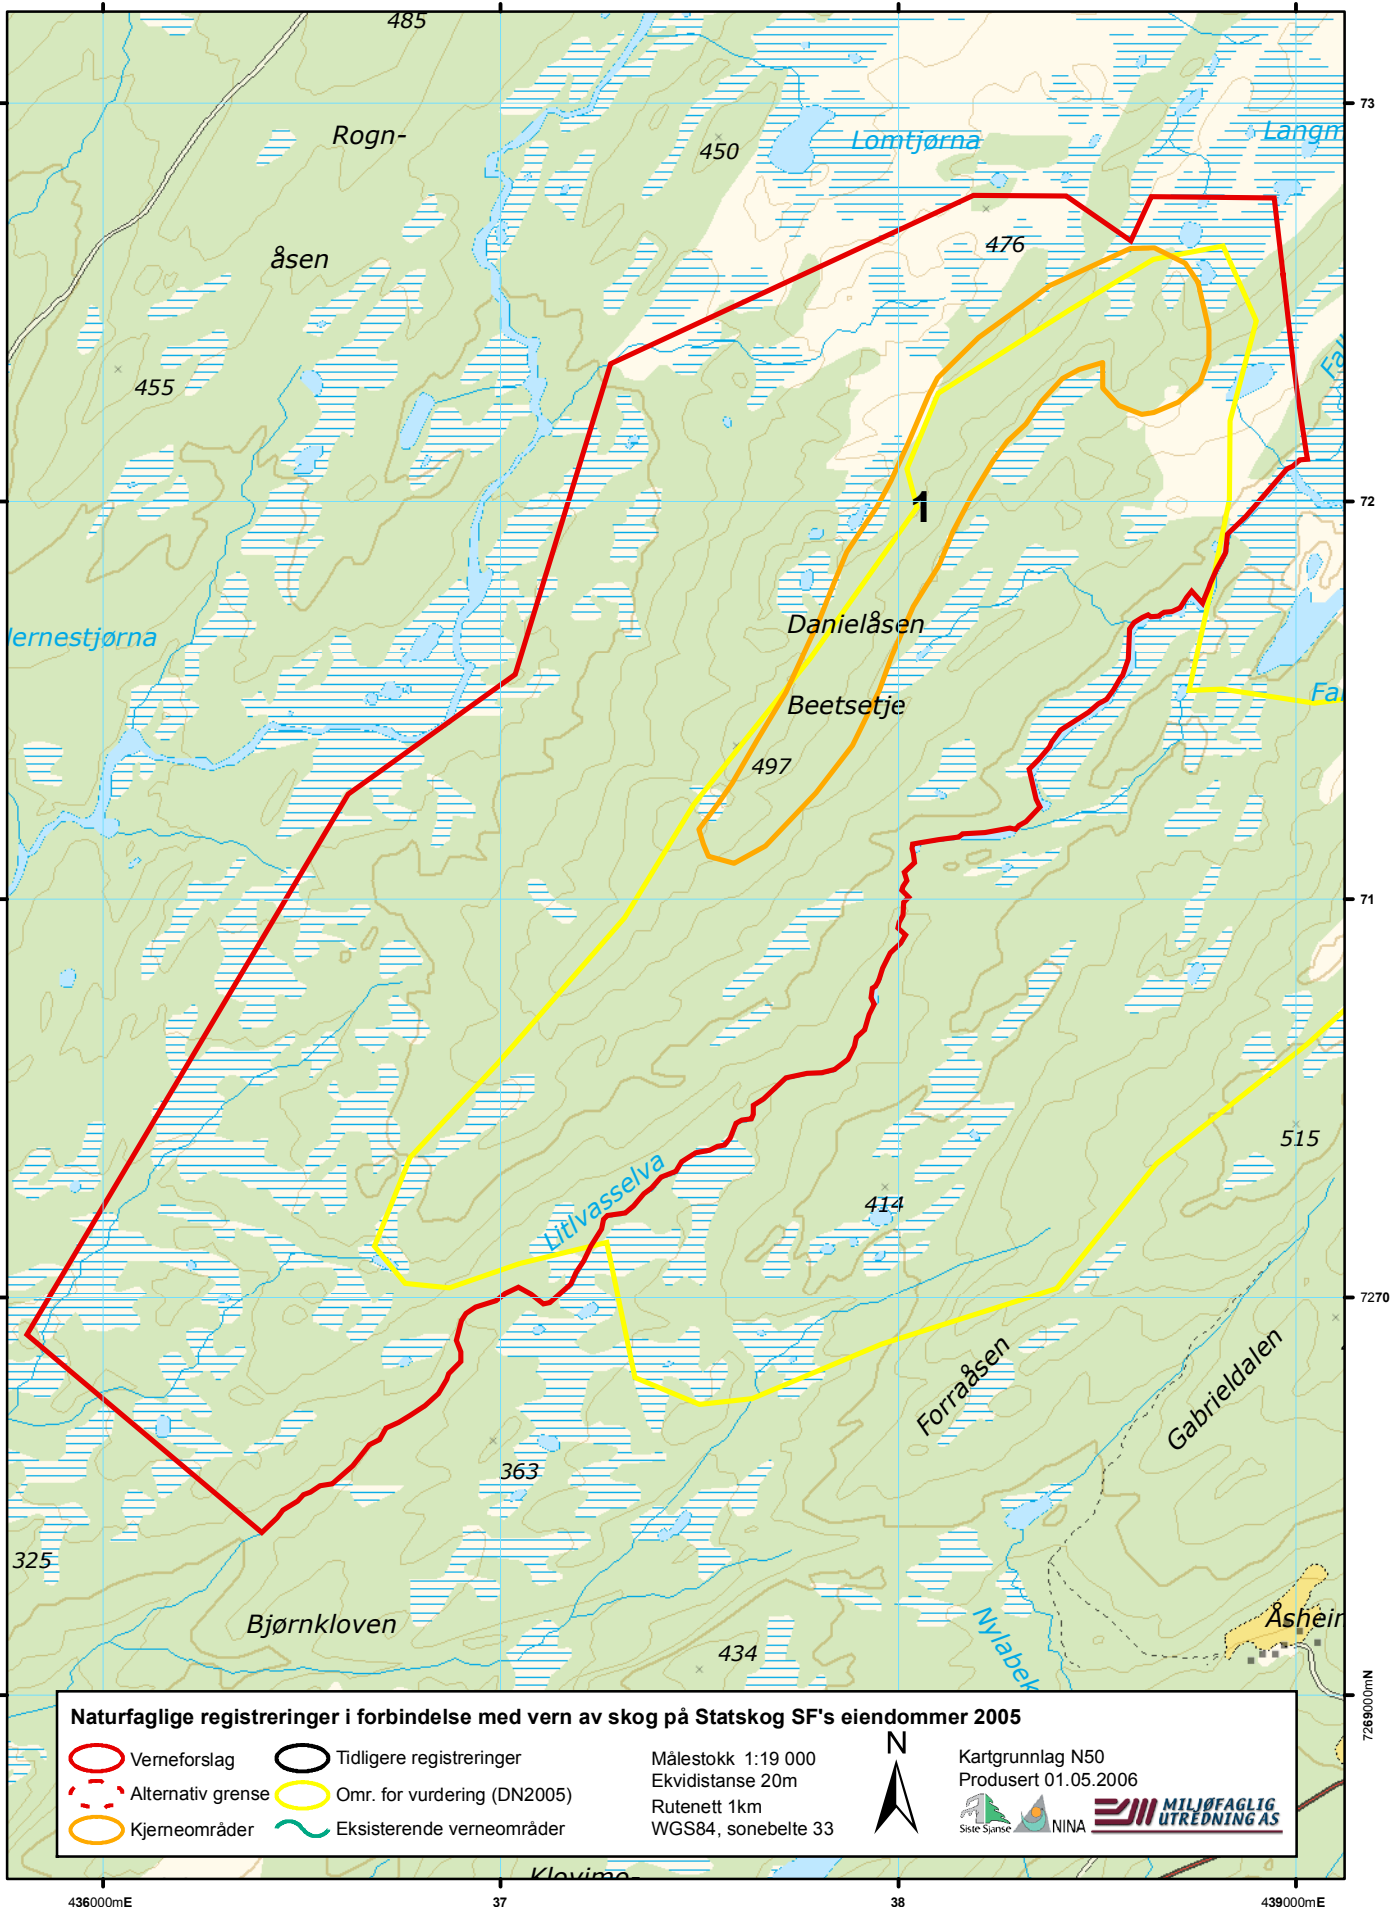 485
73
Rogn-
450
Lomtjørna
Langm
476
åsen
Fal
455
72
1
Danielåsen
lernestjørna
Beetsetje
Fa
497
71
515
Litlvasselva
414
7270
Forraåsen
Gabrieldalen
363
325
Bjørnkloven
Nylabek
Åshein
434
7269000mN
Naturfaglige registreringer i forbindelse med vern av skog på Statskog SF's eiendommer 2005
Verneforslag
Tidligere registreringer
Alternativ grense
Omr. for vurdering (DN2005)
Kjerneområder
Eksisterende verneområder
Målestokk 1:19 000
Ekvidistanse 20m
Rutenett 1km
WGS84, sonebelte 33
N
Kartgrunnlag N50
Produsert 01.05.2006
Siste Sjanse
NINA
MILJØFAGLIG
UTREDNING AS
436000mE
37
38
439000mE